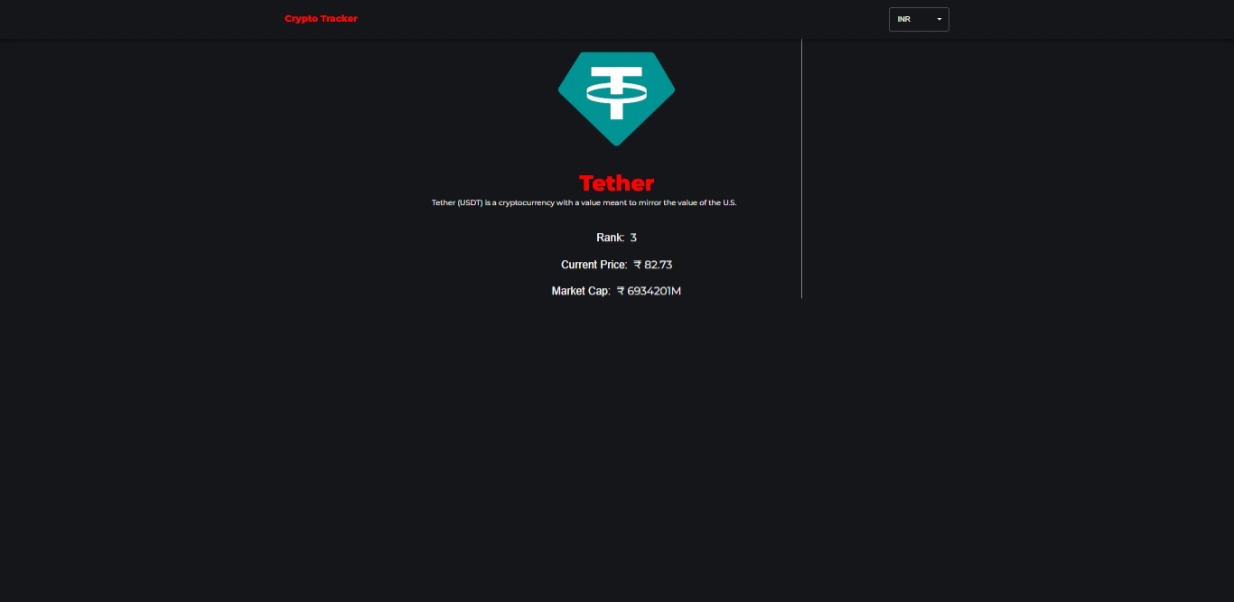 Crypto Tracker
INR
Tether
Tether (USDT) is a cryptocurrency with a value meant to mirror the value of the U.S.
Rank: 3
Current Price: ₹ 82.73
Market Cap: ₹ 6934201M